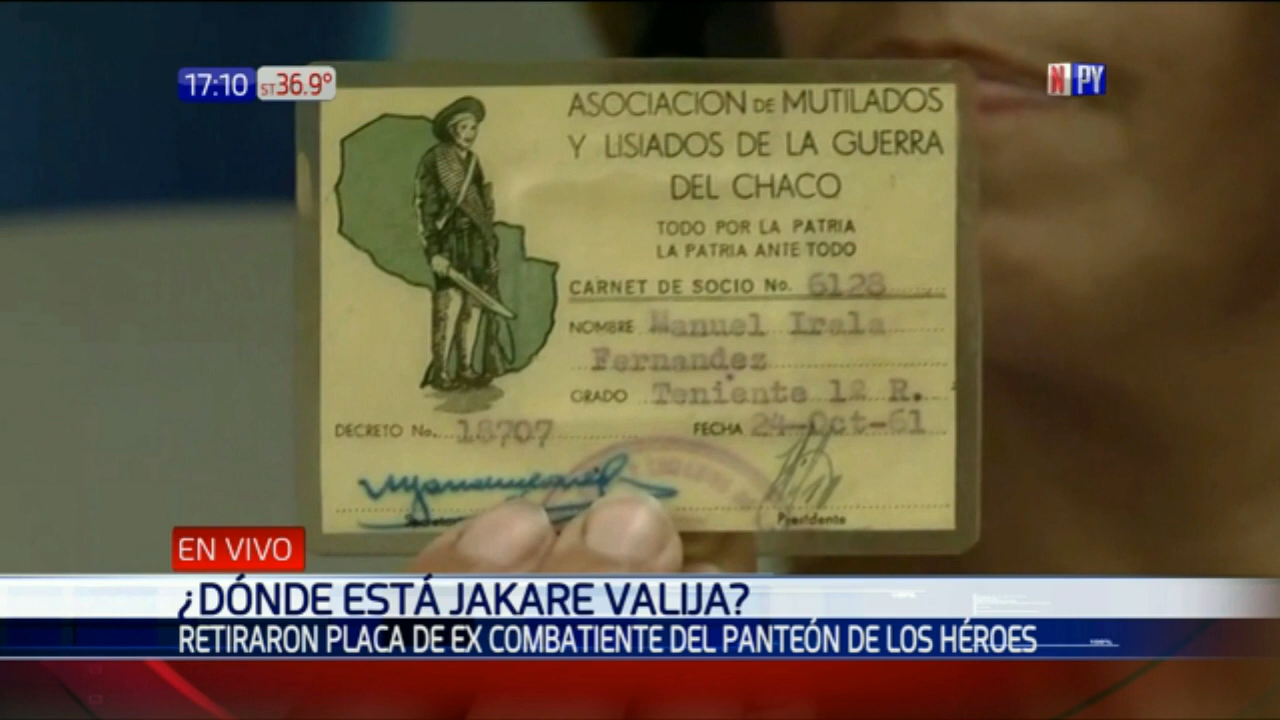 17:10 ST 36.9°
N PY
ASOCIACION DE MUTILADOS
Y LISIADOS DE LA GUERRA
DEL CHACO
TODO POR LA PATRIA
LA PATRIA ANTE TODO
CARNET DE SOCIO No. 6128
NOMBRE Manuel Irala
Fernandez
GRADO Teniente 1º R.
DECRETO No. 18707 FECHA 24-Oct-61
Presidente
EN VIVO
¿DÓNDE ESTÁ JAKARE VALIJA?
RETIRARON PLACA DE EX COMBATIENTE DEL PANTEÓN DE LOS HÉROES